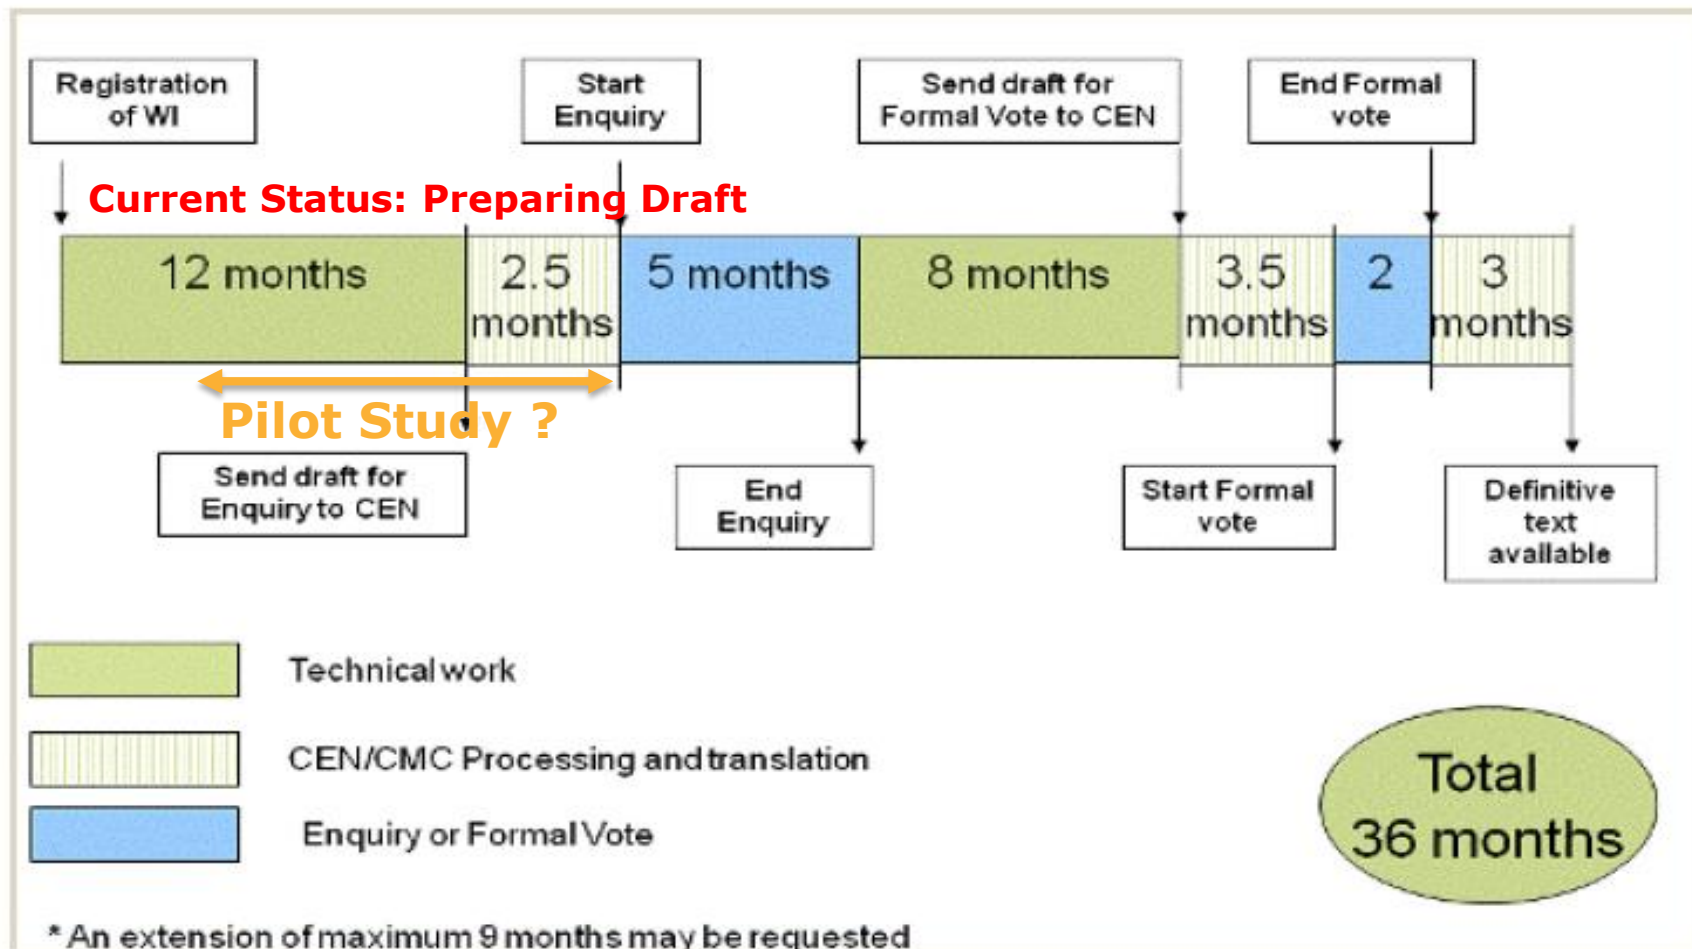 Registration
of WI
Start
Enquiry
Send draft for
Formal Vote to CEN
End Formal
vote
Current Status: Preparing Draft
12 months
2.5
months
5 months
8 months
3.5
months
2
3
months
Pilot Study ?
Send draft for
Enquiry to CEN
End
Enquiry
Start Formal
vote
Definitive
text
available
Technical work
CEN/CMC Processing and translation
Enquiry or Formal Vote
Total
36 months
* An extension of maximum 9 months may be requested